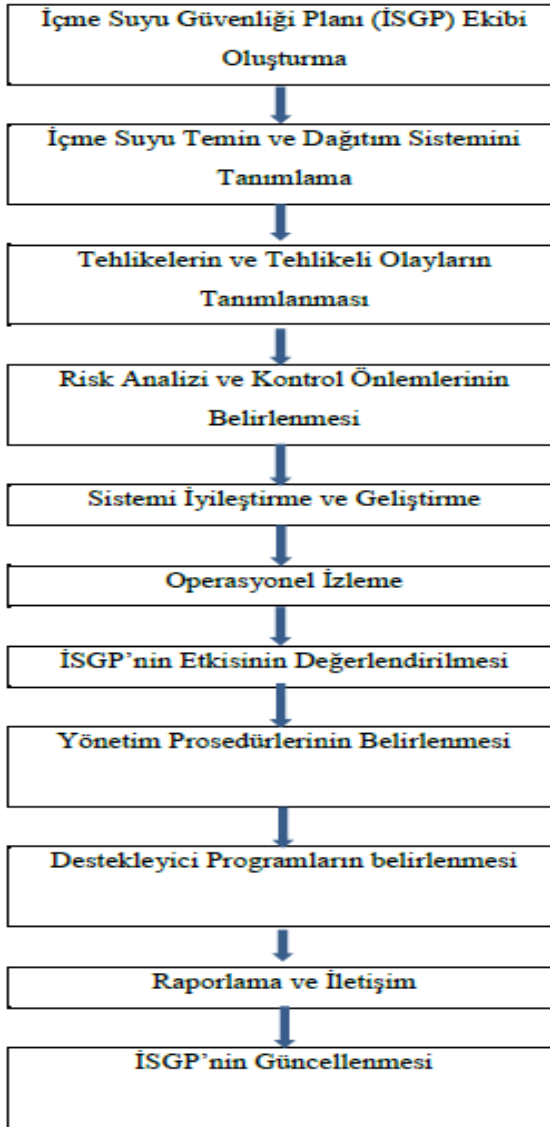 İçme Suyu Güvenliği Planı (İSGP) Ekibi
Oluşturma
İçme Suyu Temin ve Dağıtım Sistemini
Tanımlama
Tehlikelerin ve Tehlikeli Olayların
Tanımlanması
Risk Analizi ve Kontrol Önlemlerinin
Belirlenmesi
Sistemi İyileştirme ve Geliştirme
Operasyonel İzleme
İSGP’nin Etkisinin Değerlendirilmesi
Yönetim Prosedürlerinin Belirlenmesi
Destekleyici Programların belirlenmesi
Raporlama ve İletişim
İSGP’nin Güncellenmesi